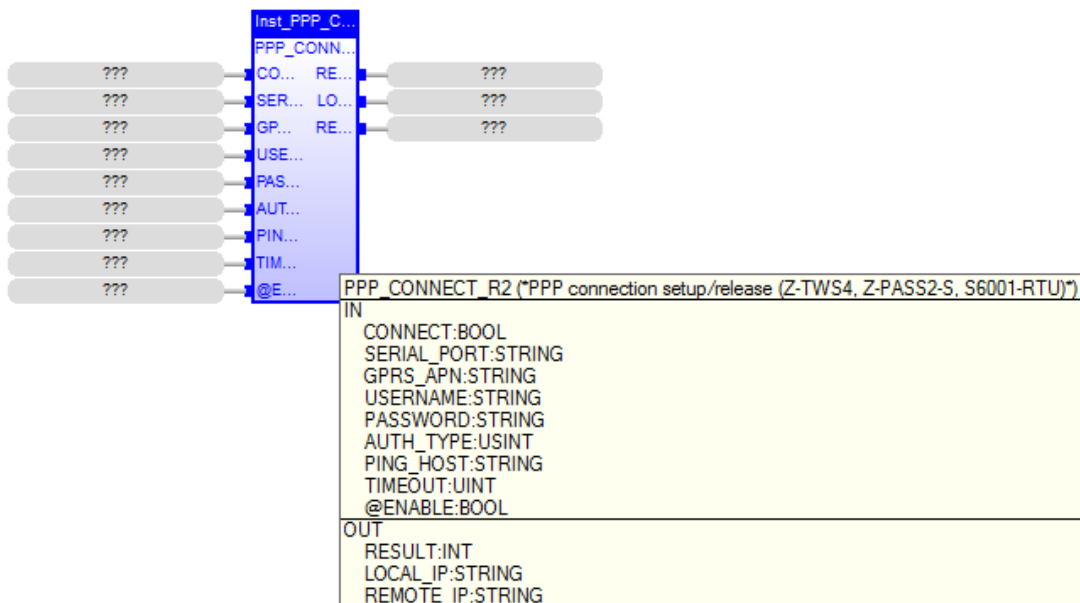 Inst_PPP_C...
PPP_CONN...
??? CO... RE... ???
??? SER... LO... ???
??? GP... RE... ???
??? USE...
??? PAS...
??? AUT...
??? PIN...
??? TIM...
??? @E...
PPP_CONNECT_R2 (*PPP connection setup/release (Z-TWS4, Z-PASS2-S, S6001-RTU)*)
IN
CONNECT:BOOL
SERIAL_PORT:STRING
GPRS_APN:STRING
USERNAME:STRING
PASSWORD:STRING
AUTH_TYPE:USINT
PING_HOST:STRING
TIMEOUT:UINT
@ENABLE:BOOL
OUT
RESULT:INT
LOCAL_IP:STRING
REMOTE_IP:STRING